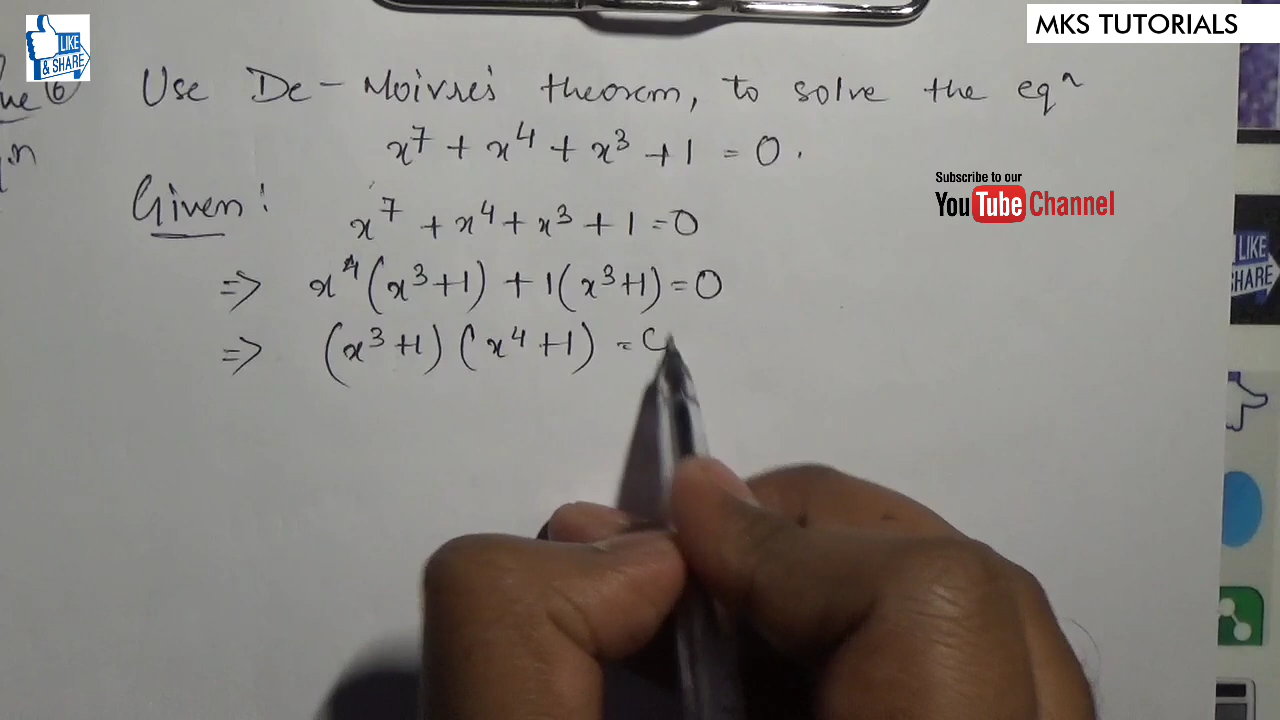 MKS TUTORIALS
LIKE
& SHARE
Use De-Moivre's theorem, to solve the eqⁿ
x⁷ + x⁴ + x³ + 1 = 0.
Subscribe to our
YouTube Channel
Given:
x⁷ + x⁴ + x³ + 1 = 0
=> x⁴(x³+1) + 1(x³+1) = 0
=> (x³+1)(x⁴+1) =
LIKE
SHARE